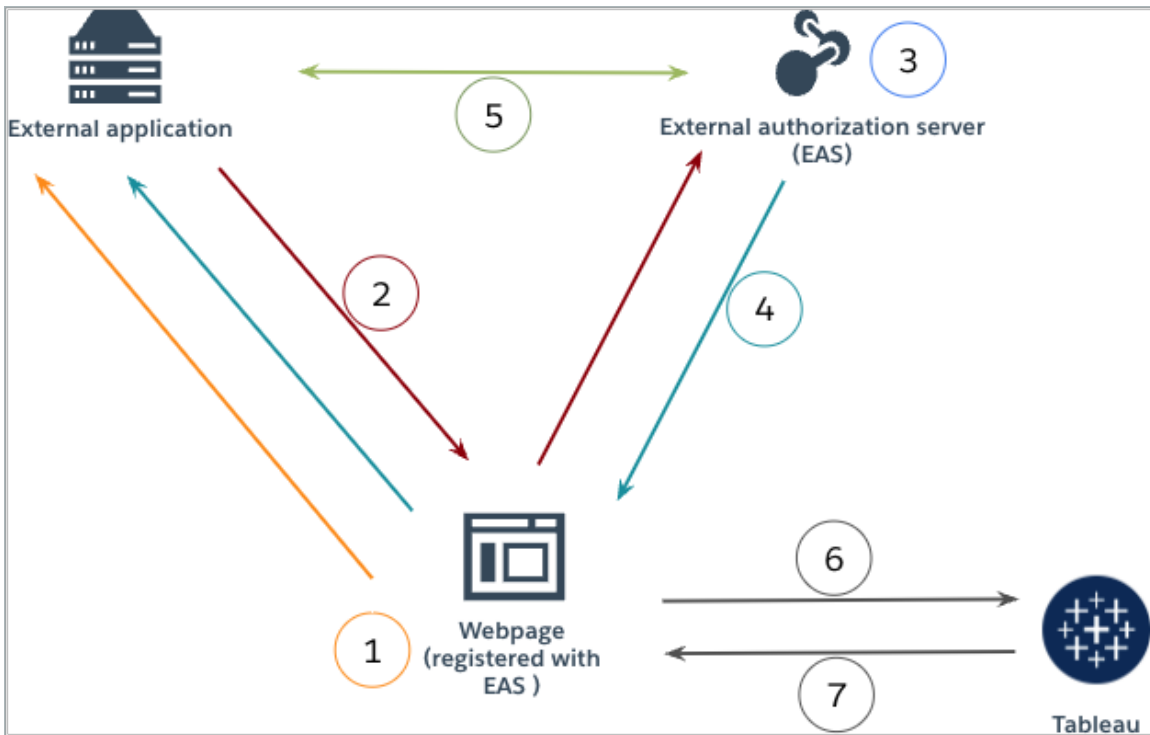 3
5
External application
External authorization server
(EAS)
2
4
6
1
Webpage
(registered with
EAS )
7
Tableau